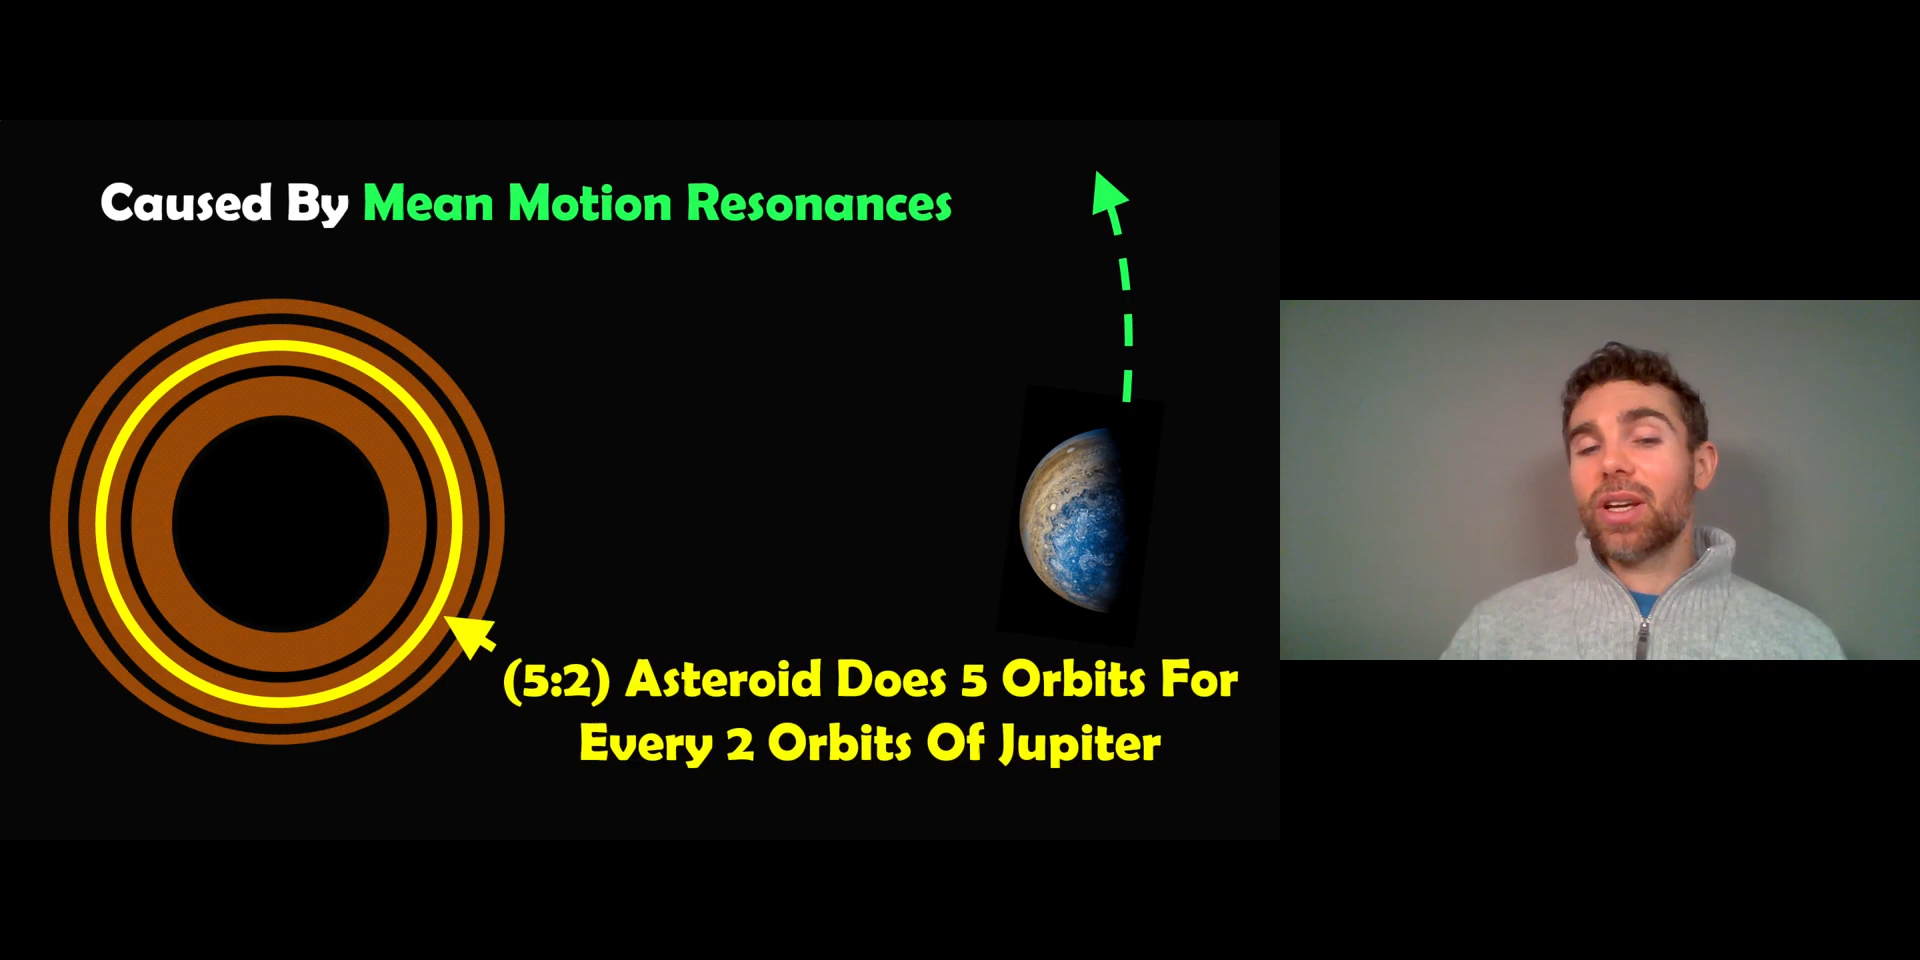 Caused By Mean Motion Resonances
(5:2) Asteroid Does 5 Orbits For
Every 2 Orbits Of Jupiter